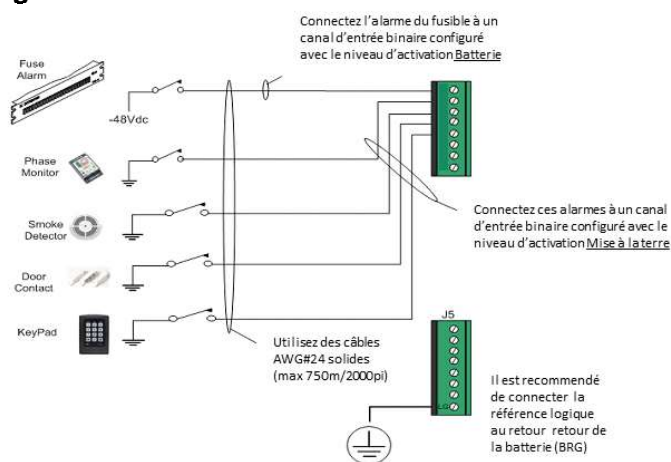 Connectez l'alarme du fusible à un
canal d'entrée binaire configuré
avec le niveau d'activation Batterie
Fuse
Alarm
-48Vdc
Phase
Monitor
Smoke
Detector
Connectez ces alarmes à un canal
d'entrée binaire configuré avec le
niveau d'activation Mise à la terre
Door
Contact
KeyPad
Utilisez des câbles
AWG#24 solides
(max 750m/2000pi)
J5
LG
Il est recommandé
de connecter la
référence logique
au retour retour de
la batterie (BRG)